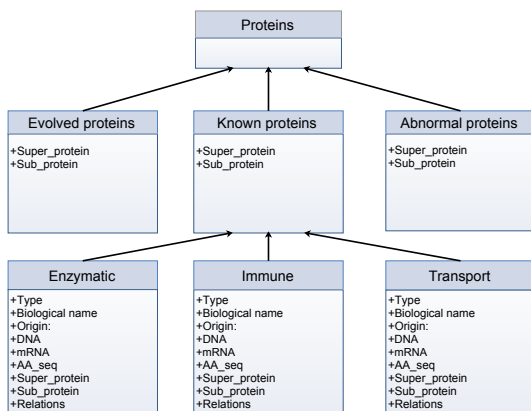 Proteins
Evolved proteins
+Super_protein
+Sub_protein
Known proteins
+Super_protein
+Sub_protein
Abnormal proteins
+Super_protein
+Sub_protein
Enzymatic
+Type
+Biological name
+Origin:
+DNA
+mRNA
+AA_seq
+Super_protein
+Sub_protein
+Relations
Immune
+Type
+Biological name
+Origin:
+DNA
+mRNA
+AA_seq
+Super_protein
+Sub_protein
+Relations
Transport
+Type
+Biological name
+Origin:
+DNA
+mRNA
+AA_seq
+Super_protein
+Sub_protein
+Relations